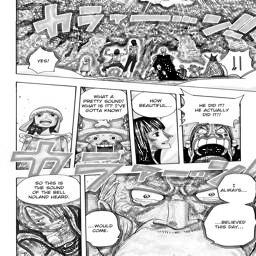 !!
YES!
HE DID IT!
HE
ACTUALLY
DID IT!!
HOW
BEAUTIFUL...
WHAT A
PRETTY SOUND!
WHAT IS IT? I'VE
GOTTA KNOW!
I
ALWAYS...
...BELIEVED
THIS DAY...
...WOULD
COME.
SO THIS IS
THE SOUND
OF THE BELL
NOLAND HEARD.